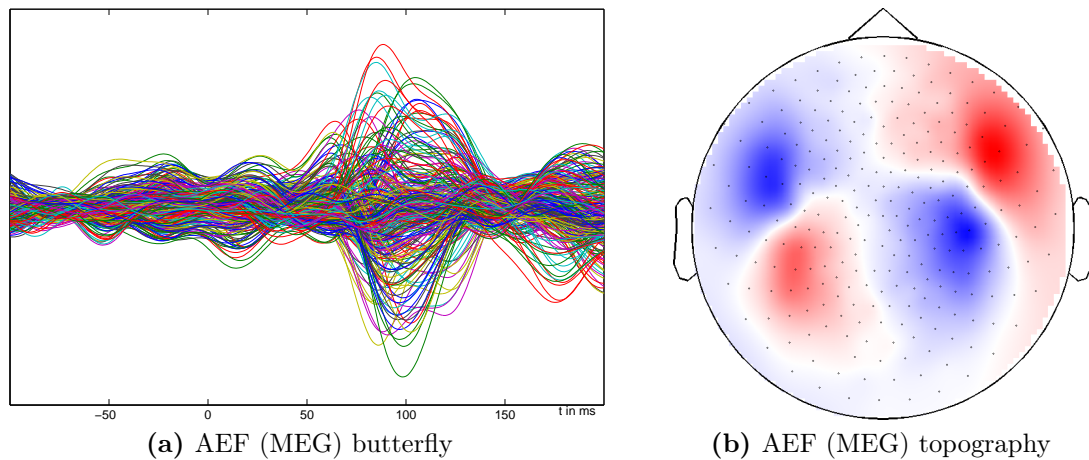 −50 0 50 100 150 t in ms
(a) AEF (MEG) butterfly
(b) AEF (MEG) topography